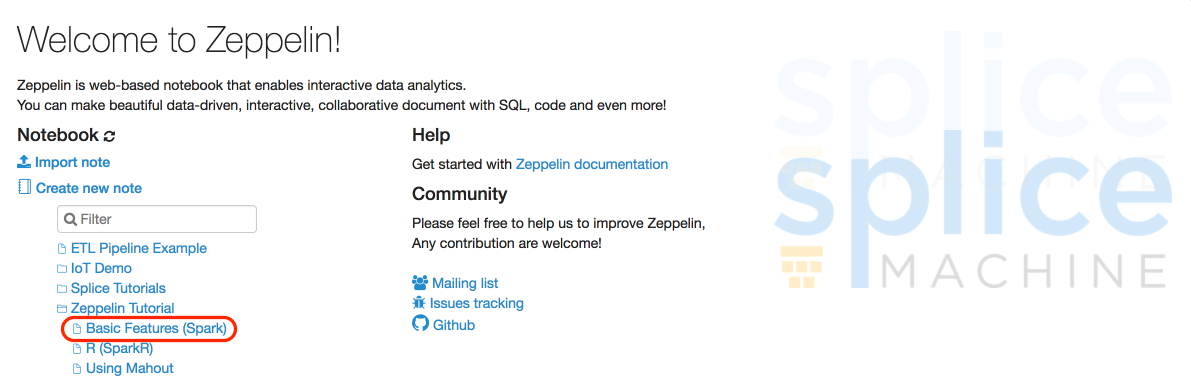 Welcome to Zeppelin!
Zeppelin is web-based notebook that enables interactive data analytics.
You can make beautiful data-driven, interactive, collaborative document with SQL, code and even more!
Notebook
Import note
Create new note
Filter
ETL Pipeline Example
IoT Demo
Splice Tutorials
Zeppelin Tutorial
Basic Features (Spark)
R (SparkR)
Using Mahout
Help
Get started with Zeppelin documentation
Community
Please feel free to help us to improve Zeppelin,
Any contribution are welcome!
Mailing list
Issues tracking
Github
splice
MACHINE
splice
MACHINE